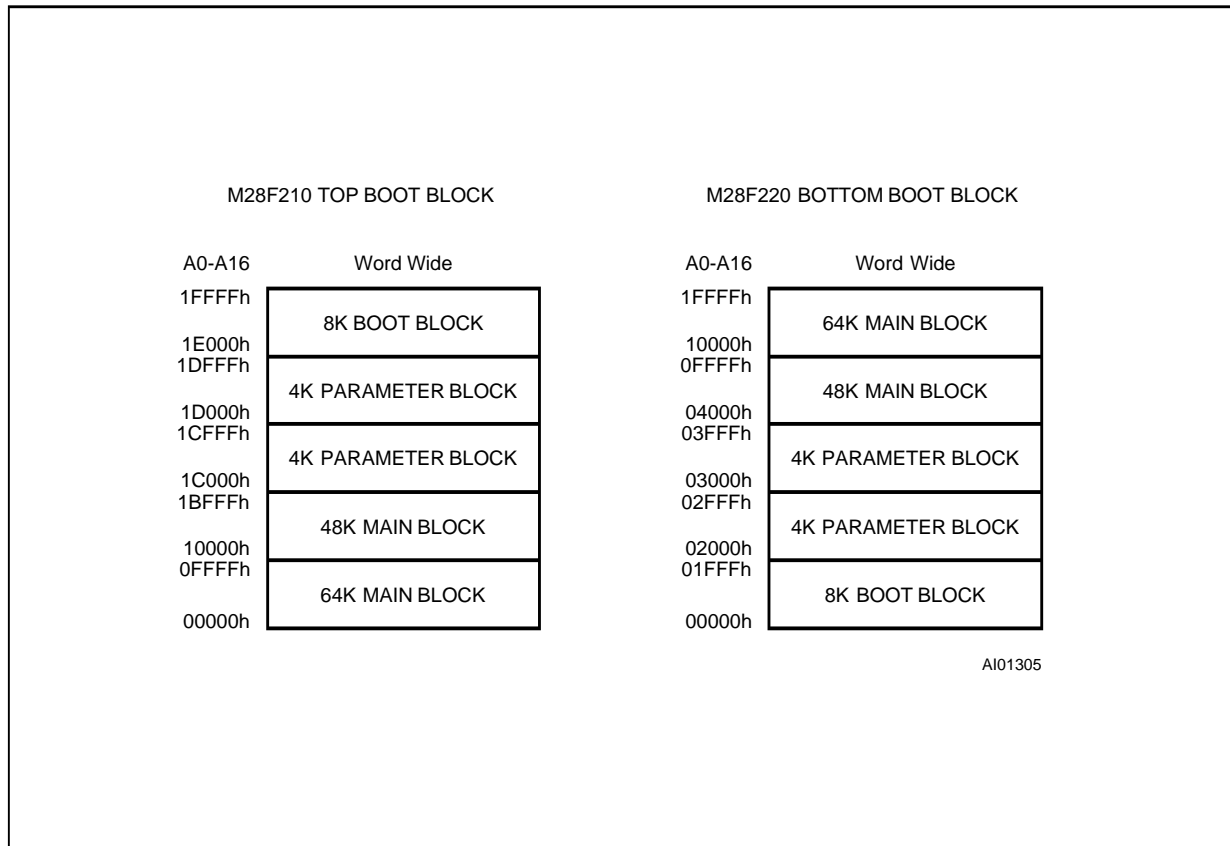 M28F210 TOP BOOT BLOCK
A0-A16 Word Wide
1FFFFh
8K BOOT BLOCK
1E000h
1DFFFh
4K PARAMETER BLOCK
1D000h
1CFFFh
4K PARAMETER BLOCK
1C000h
1BFFFh
48K MAIN BLOCK
10000h
0FFFFh
64K MAIN BLOCK
00000h
M28F220 BOTTOM BOOT BLOCK
A0-A16 Word Wide
1FFFFh
64K MAIN BLOCK
10000h
0FFFFh
48K MAIN BLOCK
04000h
03FFFh
4K PARAMETER BLOCK
03000h
02FFFh
4K PARAMETER BLOCK
02000h
01FFFh
8K BOOT BLOCK
00000h
AI01305